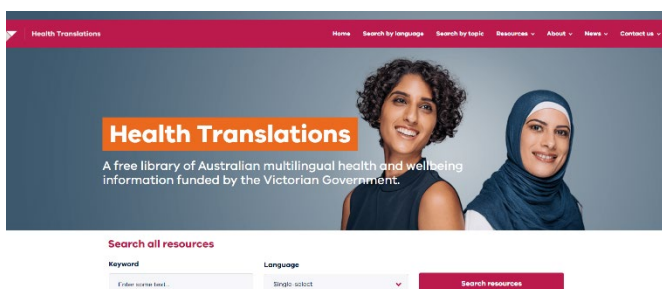 Health Translations
Home Search by language Search by topic Resources About News Contact us
Health Translations
A free library of Australian multilingual health and wellbeing
information funded by the Victorian Government.
Search all resources
Keyword Language
Enter some text... Single-select Search resources